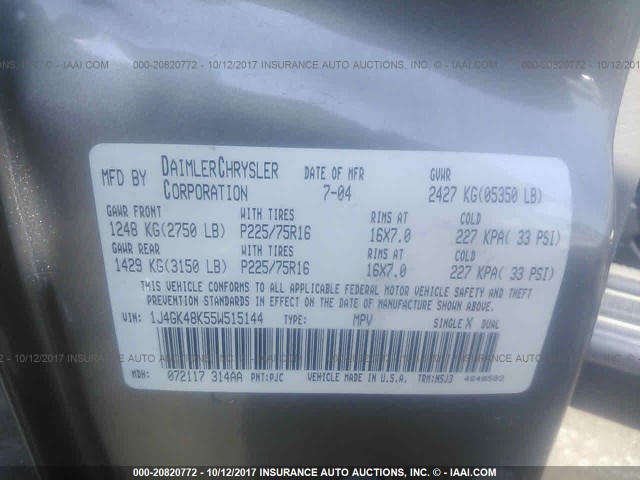 000-20820772 - 10/12/2017 INSURANCE AUTO AUCTIONS, INC. © - IAAI.COM
MFD BY DAIMLERCHRYSLER CORPORATION DATE OF MFR 7-04 GVWR 2427 KG(05350 LB)
GAWR FRONT WITH TIRES RIMS AT COLD
1248 KG(2750 LB) P225/75R16 16X7.0 227 KPA( 33 PSI)
GAWR REAR WITH TIRES RIMS AT COLD
1429 KG(3150 LB) P225/75R16 16X7.0 227 KPA( 33 PSI)
THIS VEHICLE CONFORMS TO ALL APPLICABLE FEDERAL MOTOR VEHICLE SAFETY AND THEFT
PREVENTION STANDARDS IN EFFECT ON THE DATE OF MANUFACTURE SHOWN ABOVE.
VIN: 1J4GK48K55W515144 TYPE: MPV SINGLE X DUAL
MDH: 072117 314AA PNT:PJC VEHICLE MADE IN U.S.A. TRM:N5J3
000-20820772 - 10/12/2017 INSURANCE AUTO AUCTIONS, INC. © - IAAI.COM